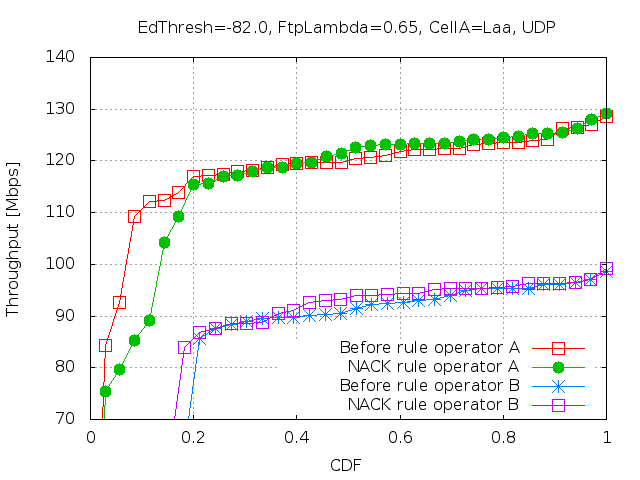 EdThresh=-82.0, FtpLambda=0.65, CellA=Laa, UDP
140
130
120
110
100
90
80
70
Throughput [Mbps]
Before rule operator A
NACK rule operator A
Before rule operator B
NACK rule operator B
0 0.2 0.4 0.6 0.8 1
CDF